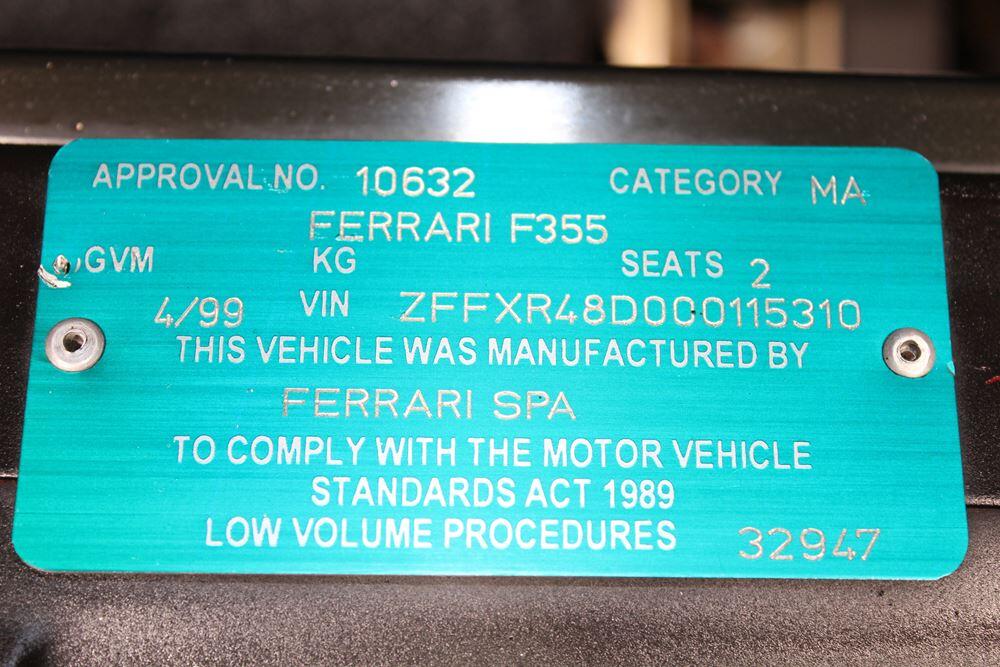 APPROVAL NO. 10632 CATEGORY MA
FERRARI F355
GVM KG SEATS 2
4/99 VIN ZFFXR48D000115310
THIS VEHICLE WAS MANUFACTURED BY
FERRARI SPA
TO COMPLY WITH THE MOTOR VEHICLE
STANDARDS ACT 1989
LOW VOLUME PROCEDURES 32947